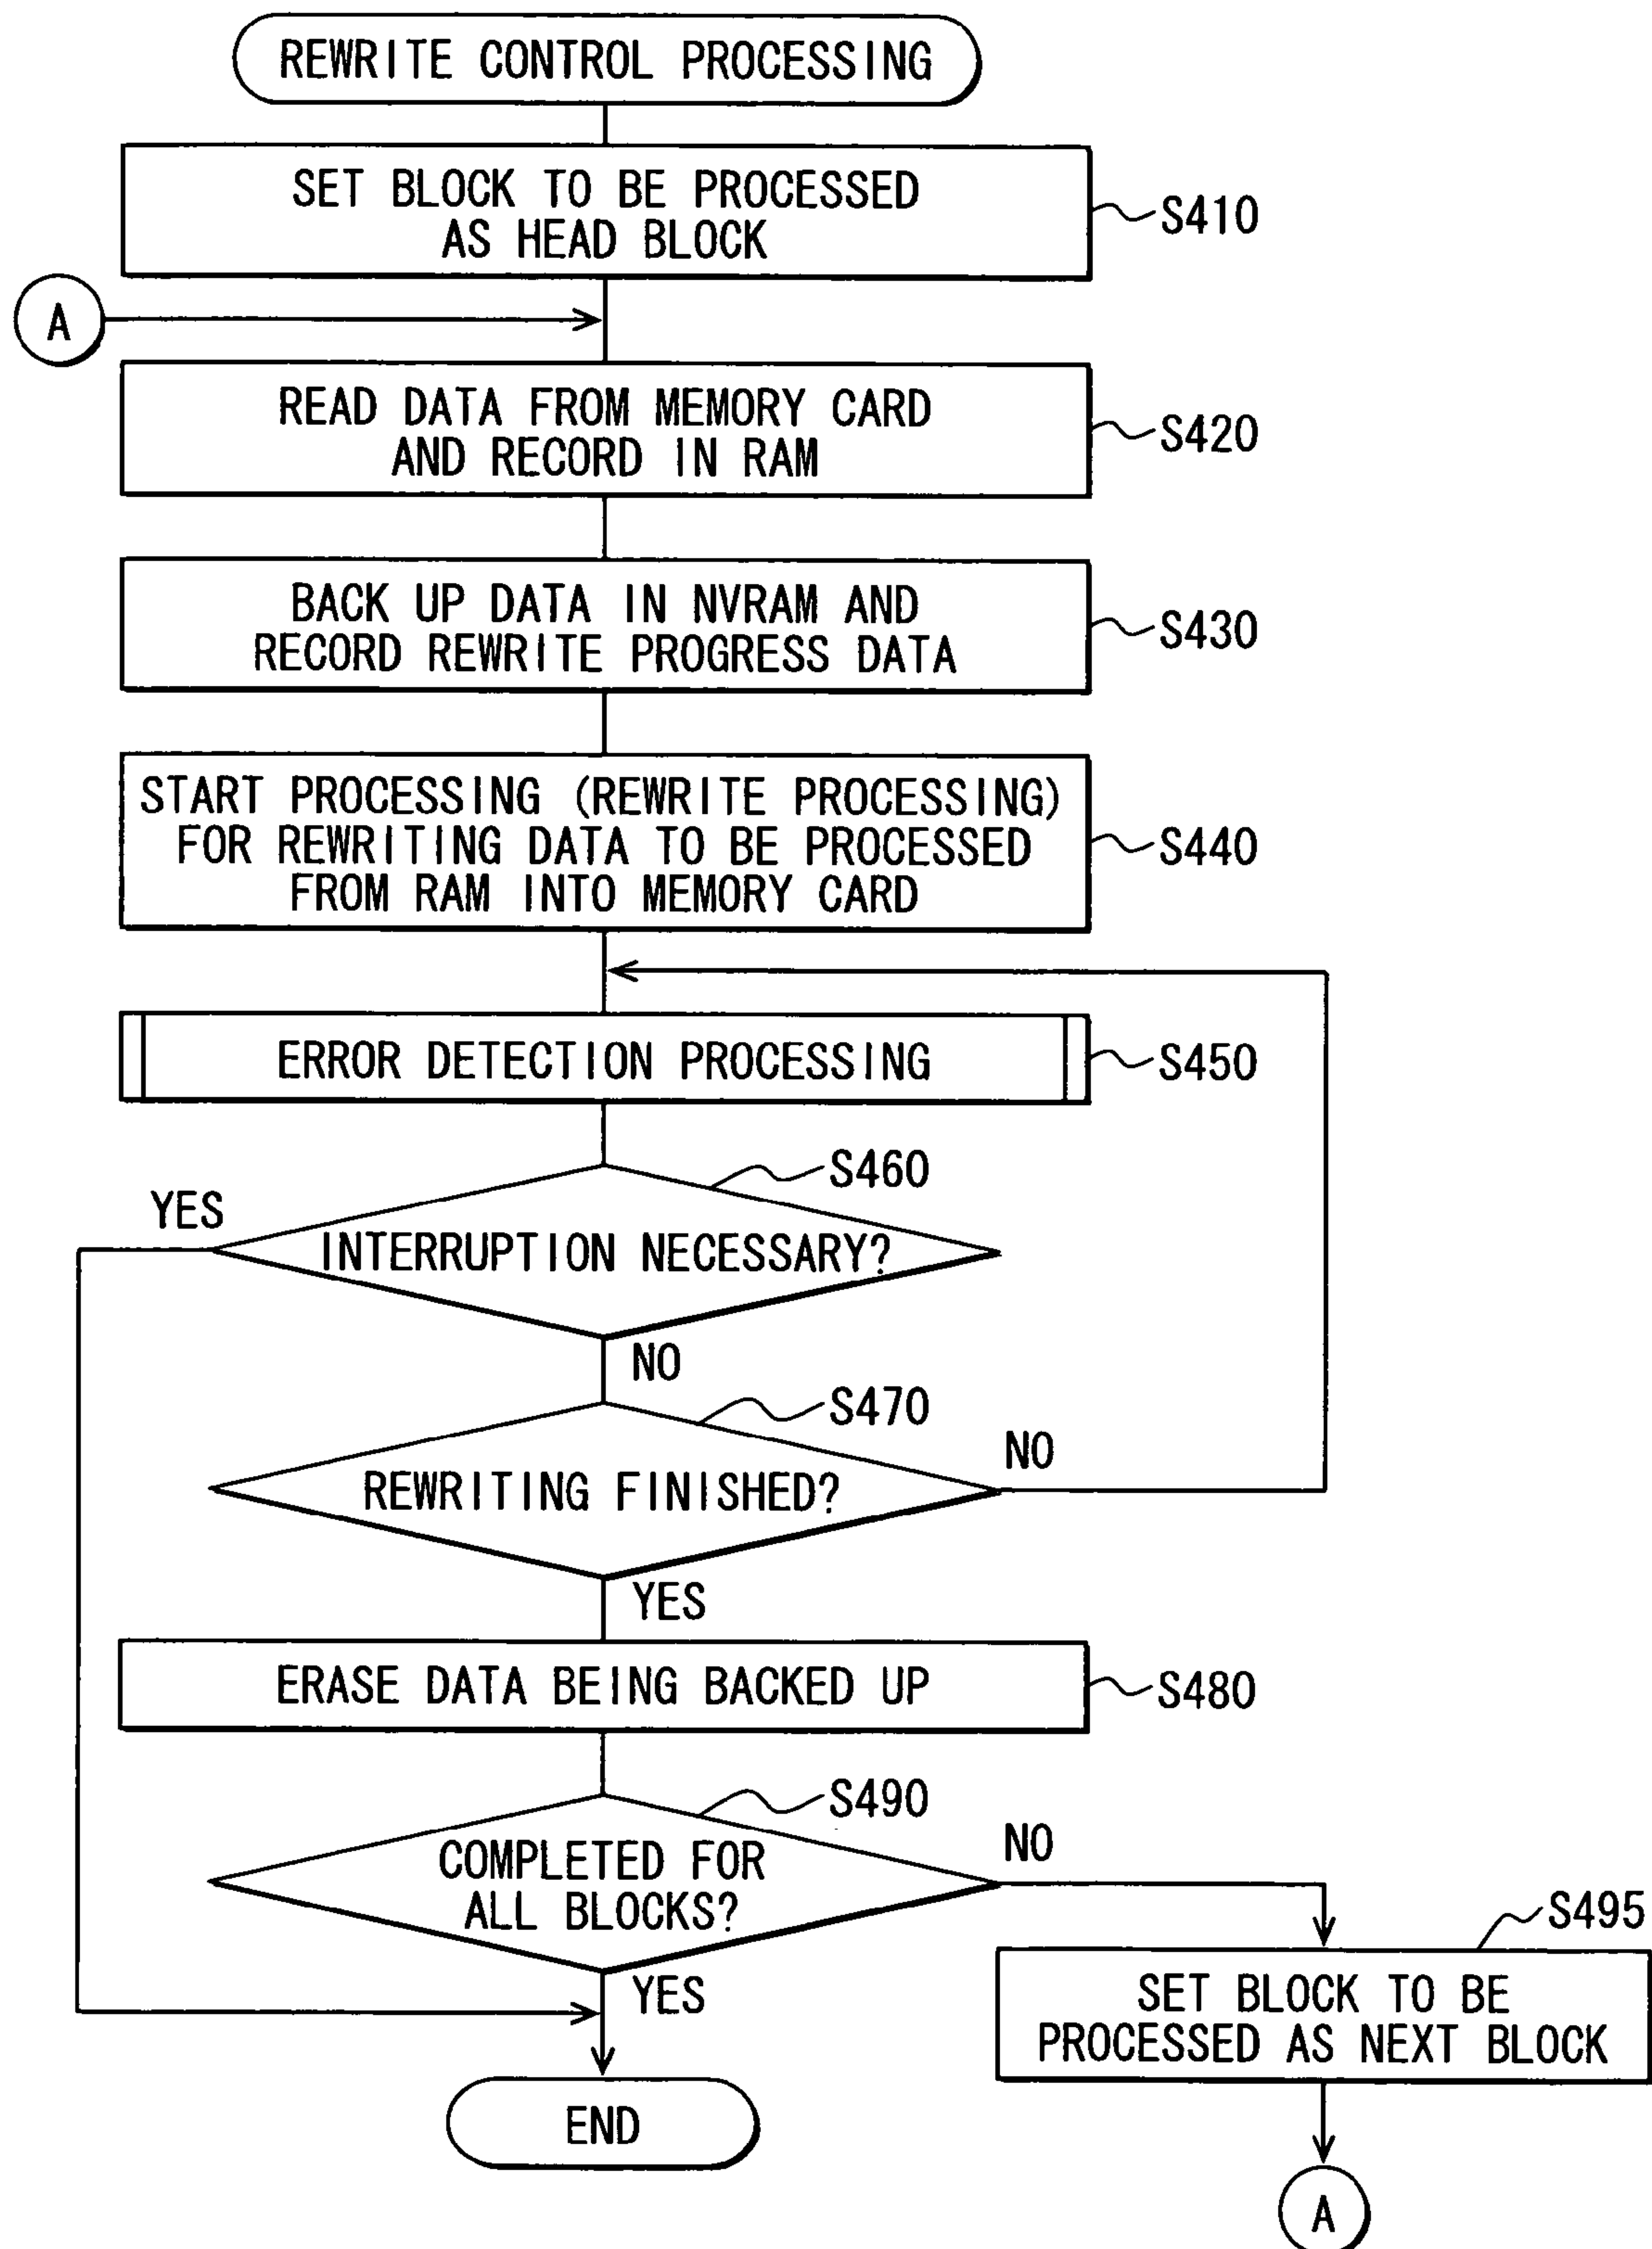 REWRITE CONTROL PROCESSING
SET BLOCK TO BE PROCESSED
AS HEAD BLOCK
S410
A
READ DATA FROM MEMORY CARD
AND RECORD IN RAM
S420
BACK UP DATA IN NVRAM AND
RECORD REWRITE PROGRESS DATA
S430
START PROCESSING (REWRITE PROCESSING)
FOR REWRITING DATA TO BE PROCESSED
FROM RAM INTO MEMORY CARD
S440
ERROR DETECTION PROCESSING
S450
S460
YES
INTERRUPTION NECESSARY?
NO
S470
NO
REWRITING FINISHED?
YES
ERASE DATA BEING BACKED UP
S480
S490
NO
COMPLETED FOR
ALL BLOCKS?
S495
YES
SET BLOCK TO BE
PROCESSED AS NEXT BLOCK
END
A